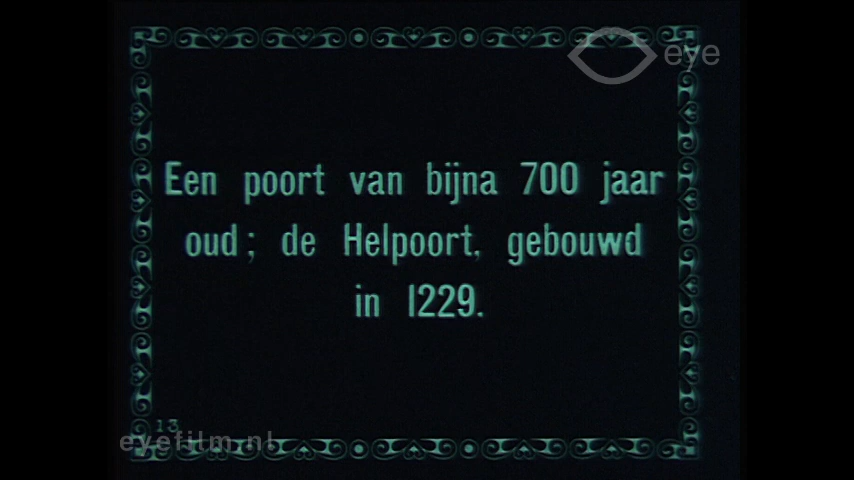 eye
Een poort van bijna 700 jaar
oud; de Helpoort, gebouwd
in 1229.
13
eyefilm.nl